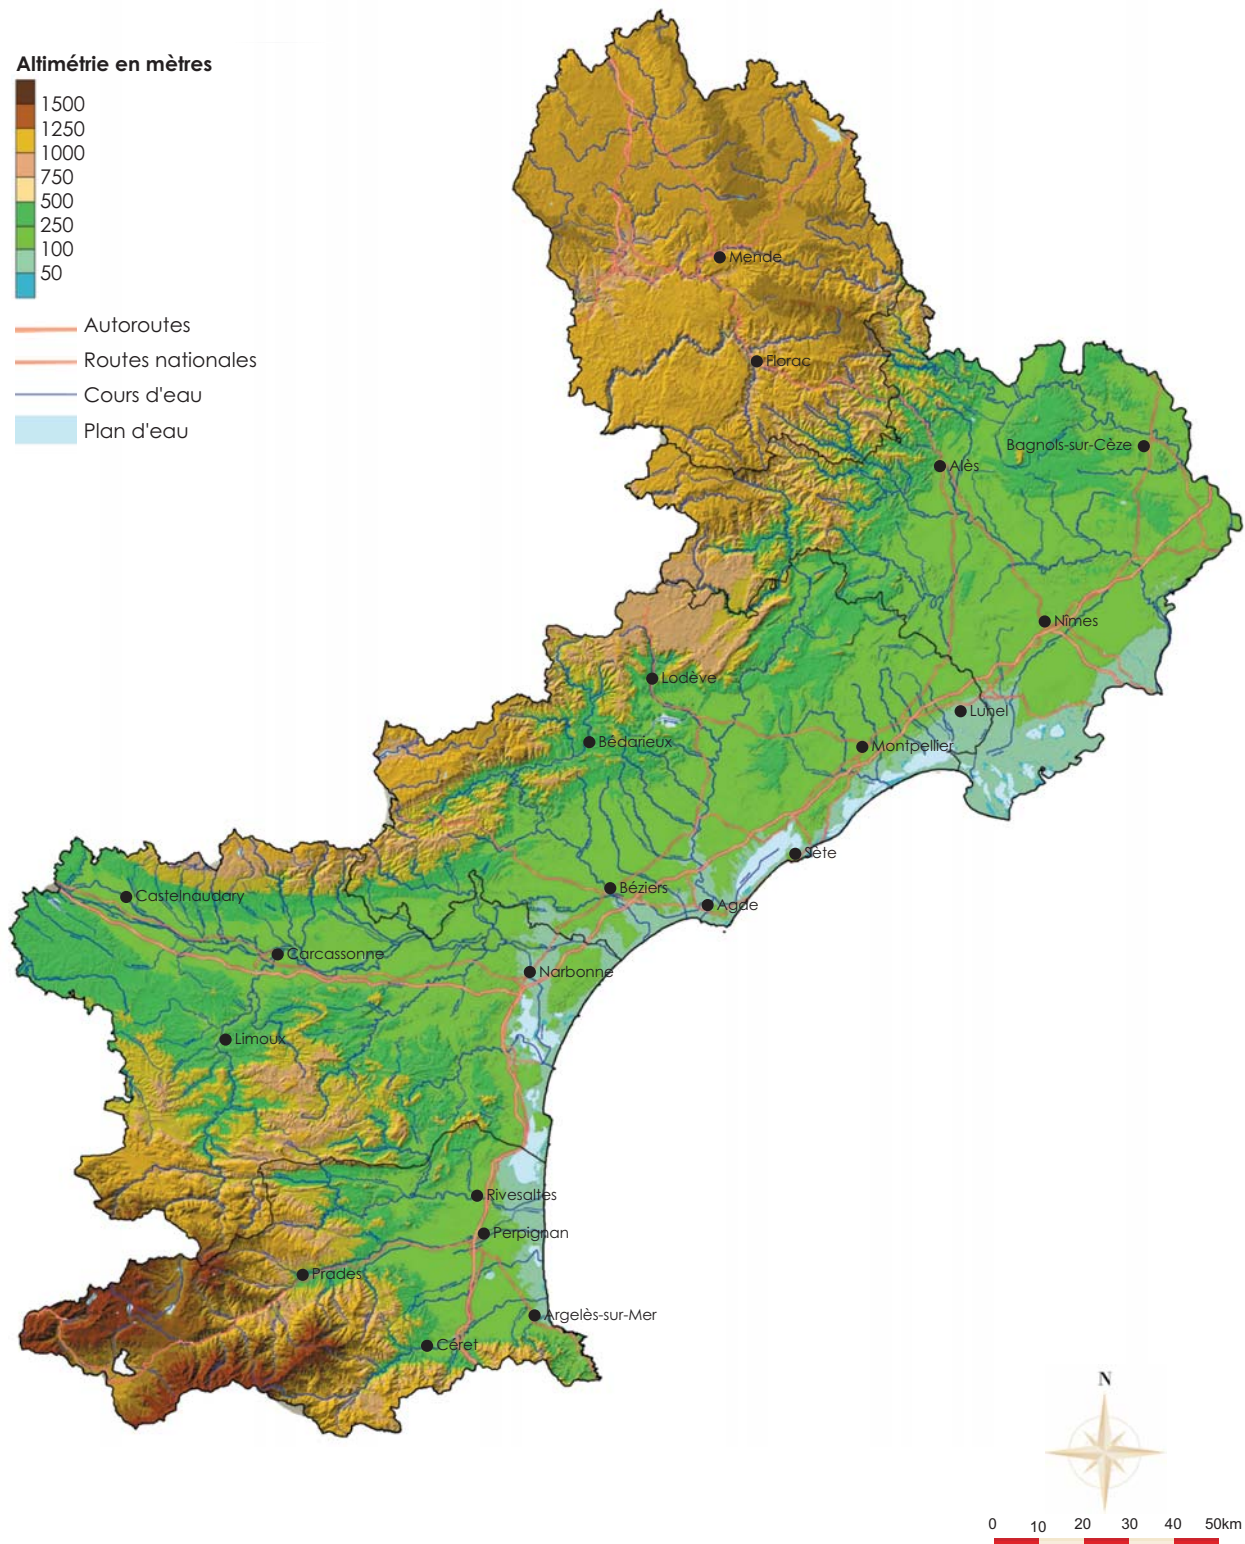 Altimétrie en mètres
1500
1250
1000
750
500
250
100
50
Autoroutes
Routes nationales
Cours d'eau
Plan d'eau
Mende
Florac
Bagnols-sur-Cèze
Alès
Nîmes
Lodève
Lunel
Bédarieux
Montpellier
Sète
Béziers
Castelnaudary
Agde
Carcassonne
Narbonne
Limoux
Rivesaltes
Perpignan
Prades
Argelès-sur-Mer
Céret
N
0 10 20 30 40 50km